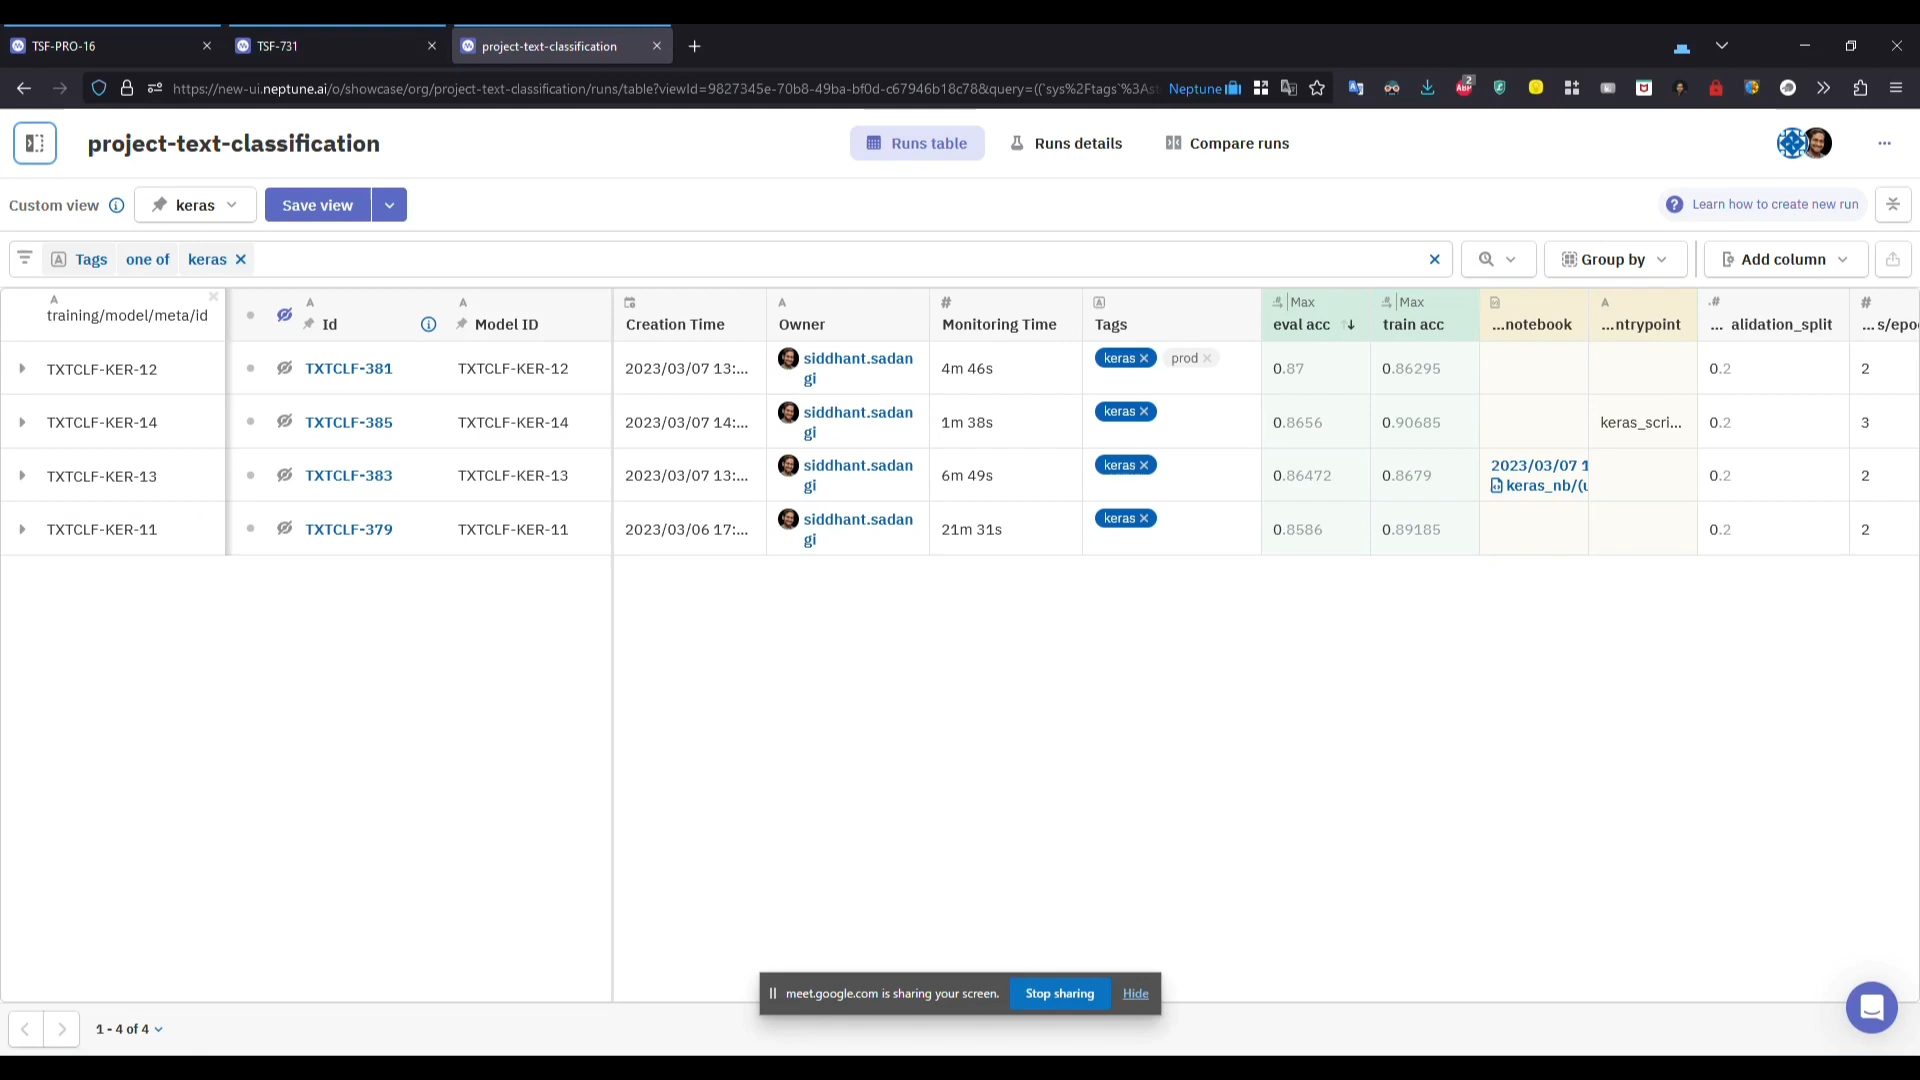 TSF-PRO-16
TSF-731
project-text-classification
https://new-ui.neptune.ai/o/showcase/org/project-text-classification/runs/table?viewId=9827345e-70b8-49ba-bf0d-c67946b18c78&query=((`sys%2Ftags`%3Ast
Neptune
ABP
2
project-text-classification
Runs table
Runs details
Compare runs
Custom view
keras
Save view
Learn how to create new run
Tags one of keras
Group by
Add column
A
training/model/meta/id
A
Id
A
Model ID
Creation Time
A
Owner
#
Monitoring Time
A
Tags
Max
eval acc
Max
train acc
...notebook
A
...ntrypoint
.#
... alidation_split
#
...s/epo
TXTCLF-KER-12 TXTCLF-381 TXTCLF-KER-12 2023/03/07 13:... siddhant.sadangi 4m 46s keras prod 0.87 0.86295 0.2 2
TXTCLF-KER-14 TXTCLF-385 TXTCLF-KER-14 2023/03/07 14:... siddhant.sadangi 1m 38s keras 0.8656 0.90685 keras_scri... 0.2 3
TXTCLF-KER-13 TXTCLF-383 TXTCLF-KER-13 2023/03/07 13:... siddhant.sadangi 6m 49s keras 0.86472 0.8679 2023/03/07 1 keras_nb/(u 0.2 2
TXTCLF-KER-11 TXTCLF-379 TXTCLF-KER-11 2023/03/06 17:... siddhant.sadangi 21m 31s keras 0.8586 0.89185 0.2 2
meet.google.com is sharing your screen.
Stop sharing
Hide
1 - 4 of 4